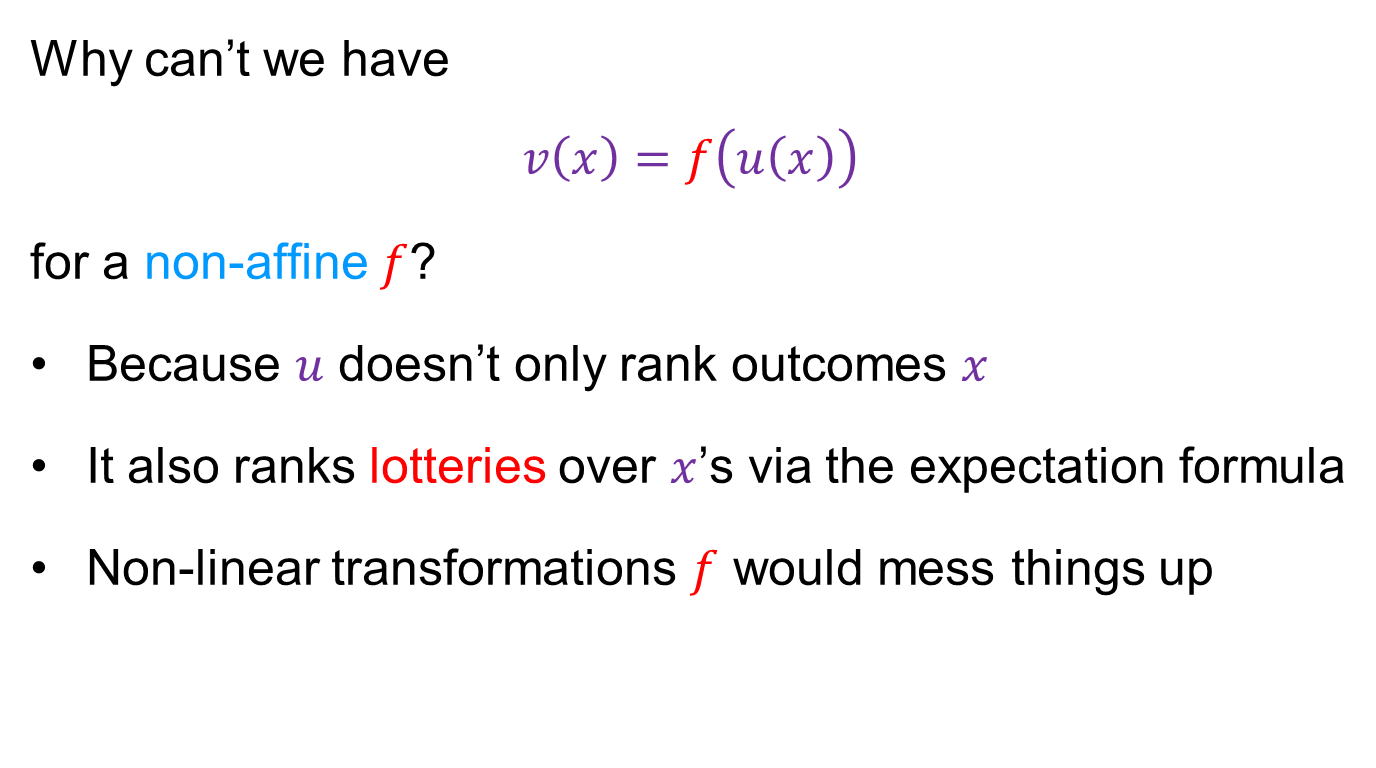 Why can’t we have
𝑣(𝑥) = 𝑓(𝑢(𝑥))
for a non-affine 𝑓?
• Because 𝑢 doesn’t only rank outcomes 𝑥
• It also ranks lotteries over 𝑥’s via the expectation formula
• Non-linear transformations 𝑓 would mess things up